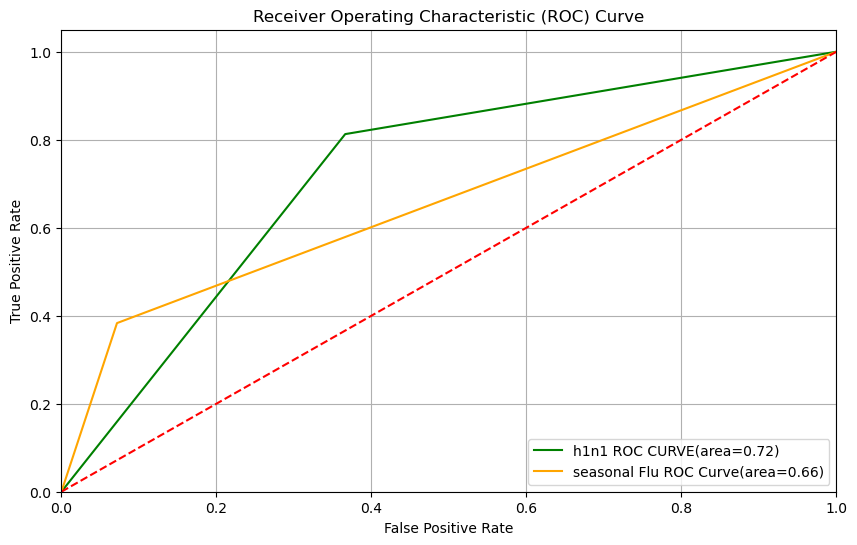 Receiver Operating Characteristic (ROC) Curve
True Positive Rate
1.0
0.8
0.6
0.4
0.2
0.0
h1n1 ROC CURVE(area=0.72)
seasonal Flu ROC Curve(area=0.66)
0.0 0.2 0.4 0.6 0.8 1.0
False Positive Rate